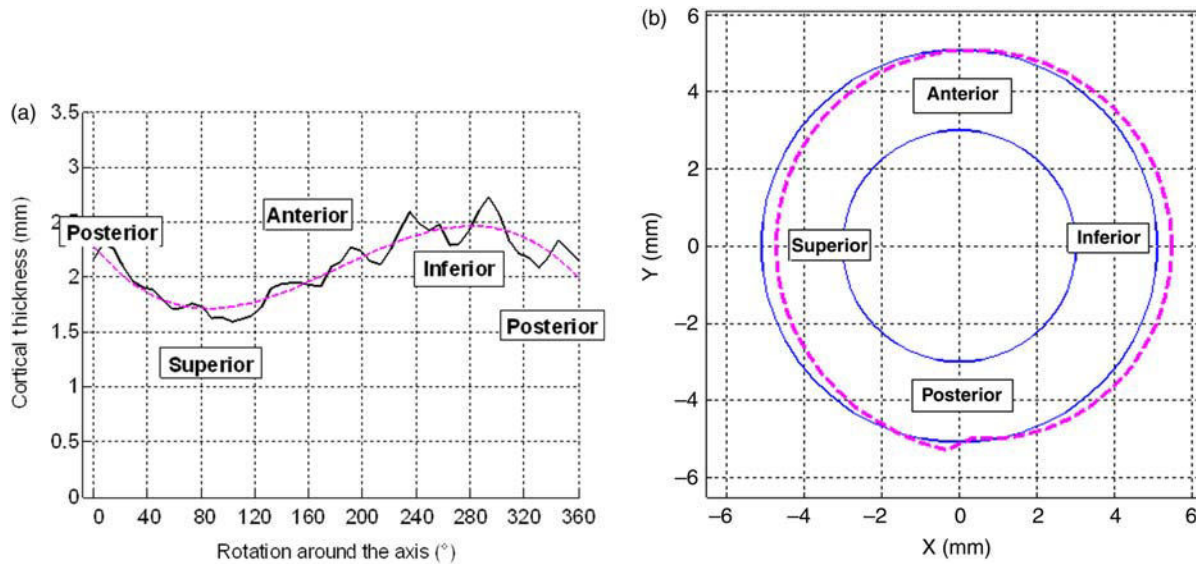 (a)
Cortical thickness (mm)
3.5
3
2.5
2
1.5
1
0.5
0
Posterior
Superior
Anterior
Inferior
Posterior
0 40 80 120 160 200 240 280 320 360
Rotation around the axis (°)
(b)
Y (mm)
6
4
2
0
−2
−4
−6
Anterior
Superior
Inferior
Posterior
−6 −4 −2 0 2 4 6
X (mm)